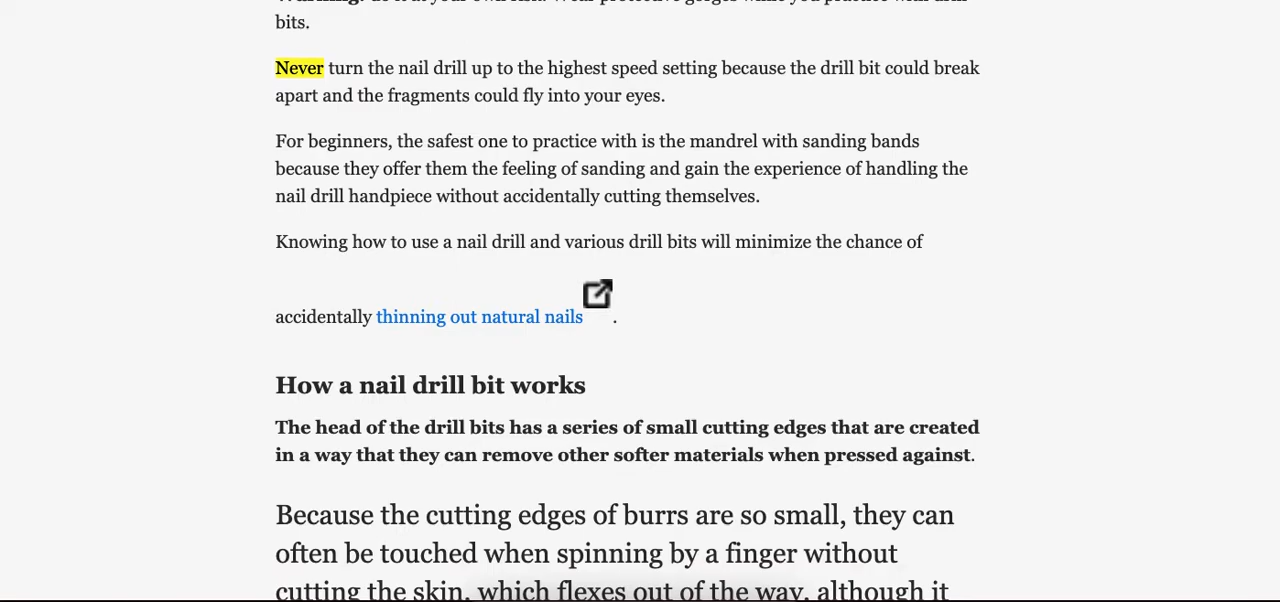 bits.
Never turn the nail drill up to the highest speed setting because the drill bit could break
apart and the fragments could fly into your eyes.
For beginners, the safest one to practice with is the mandrel with sanding bands
because they offer them the feeling of sanding and gain the experience of handling the
nail drill handpiece without accidentally cutting themselves.
Knowing how to use a nail drill and various drill bits will minimize the chance of
accidentally thinning out natural nails .
How a nail drill bit works
The head of the drill bits has a series of small cutting edges that are created
in a way that they can remove other softer materials when pressed against.
Because the cutting edges of burrs are so small, they can
often be touched when spinning by a finger without
cutting the skin, which flexes out of the way, although it